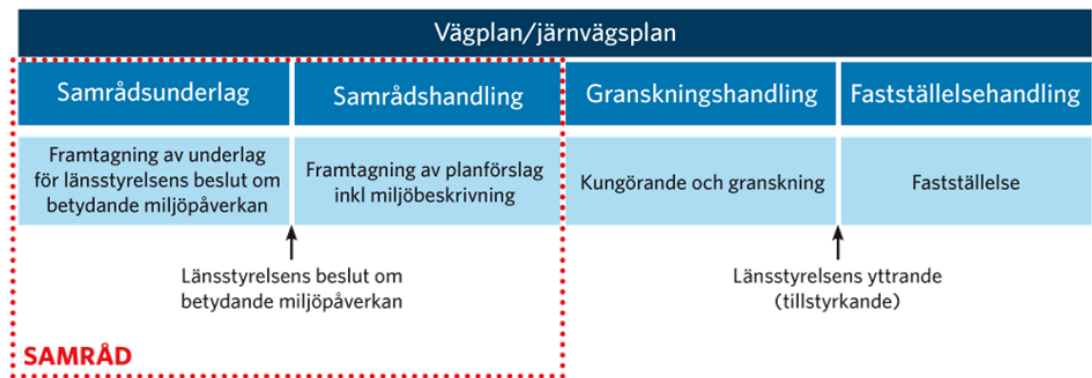 Vägplan/järnvägsplan
Samrådsunderlag
Samrådshandling
Granskningshandling
Fastställelsehandling
Framtagning av underlag
för länsstyrelsens beslut om
betydande miljöpåverkan
Framtagning av planförslag
inkl miljöbeskrivning
Kungörande och granskning
Fastställelse
Länsstyrelsens beslut om
betydande miljöpåverkan
Länsstyrelsens yttrande
(tillstyrkande)
SAMRÅD